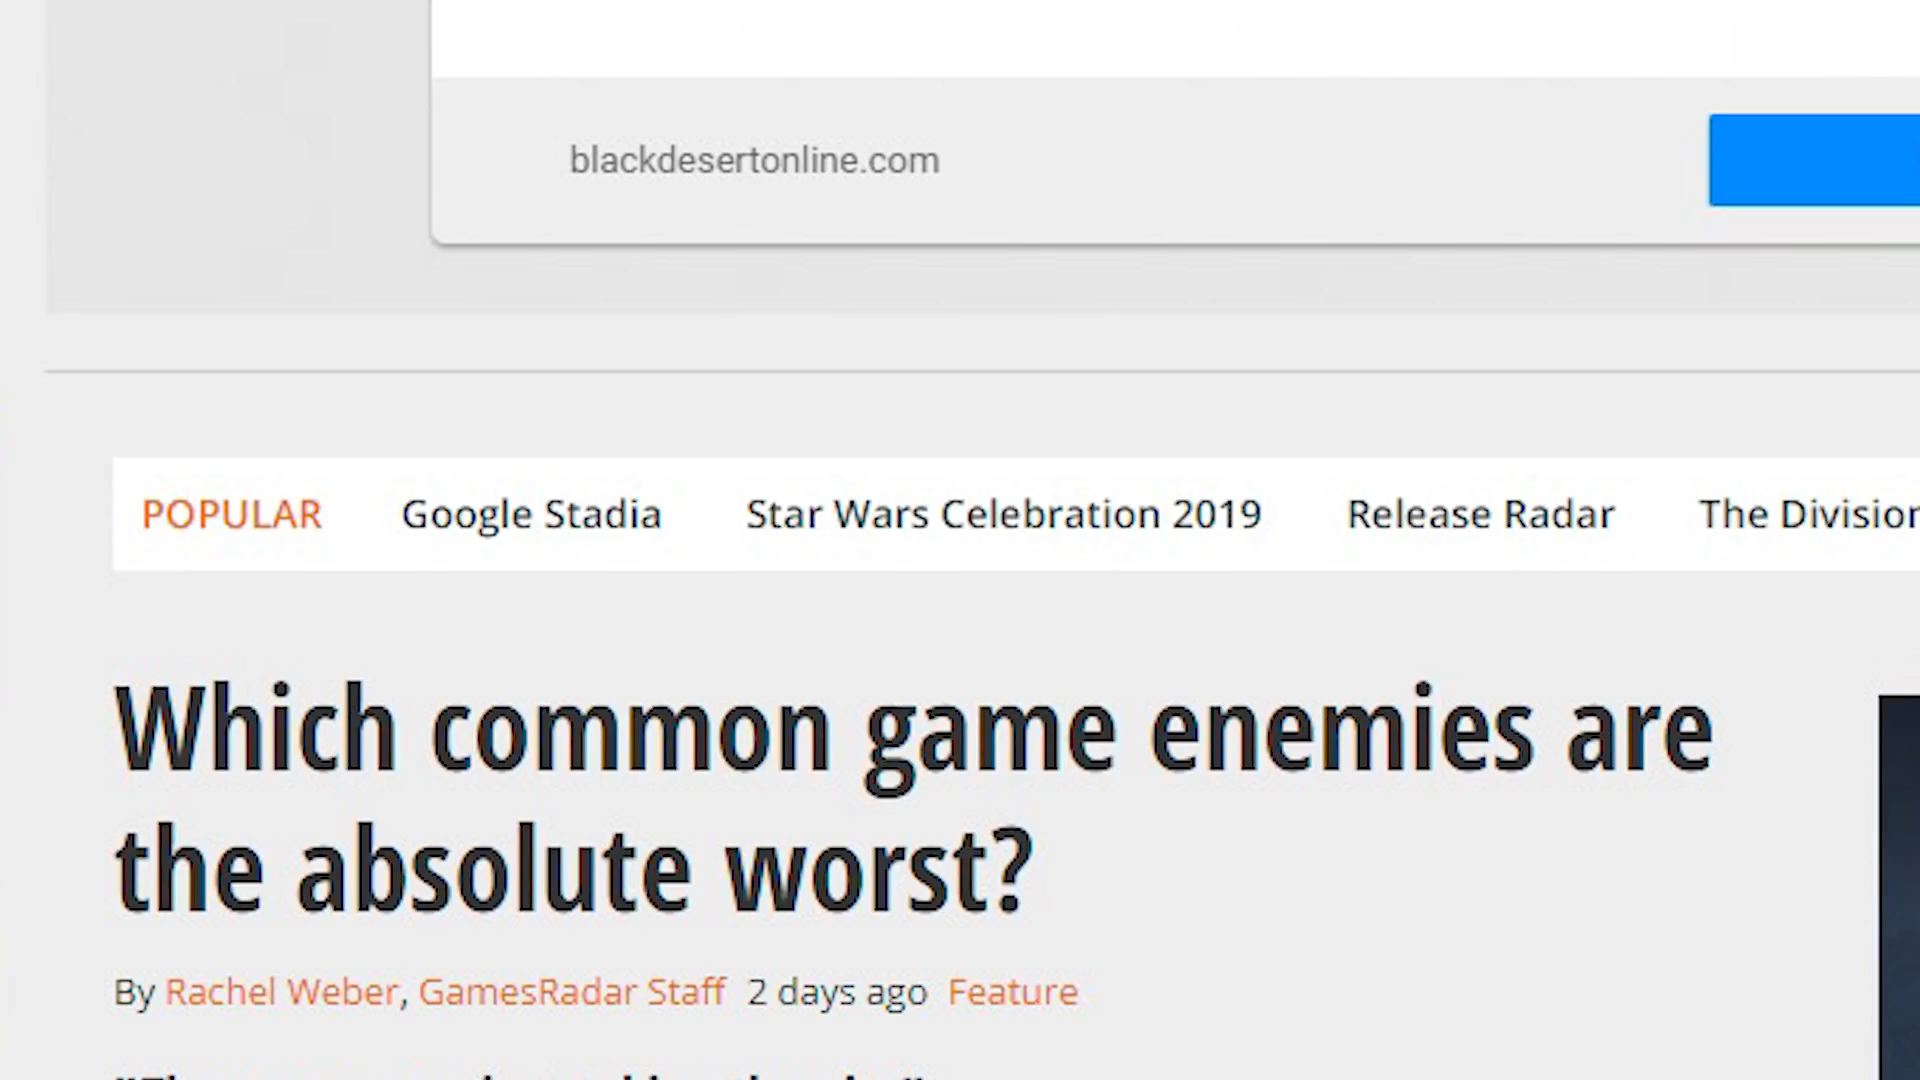 blackdesertonline.com
POPULAR Google Stadia Star Wars Celebration 2019 Release Radar The
Which common game enemies are
the absolute worst?
By Rachel Weber, GamesRadar Staff 2 days ago Feature